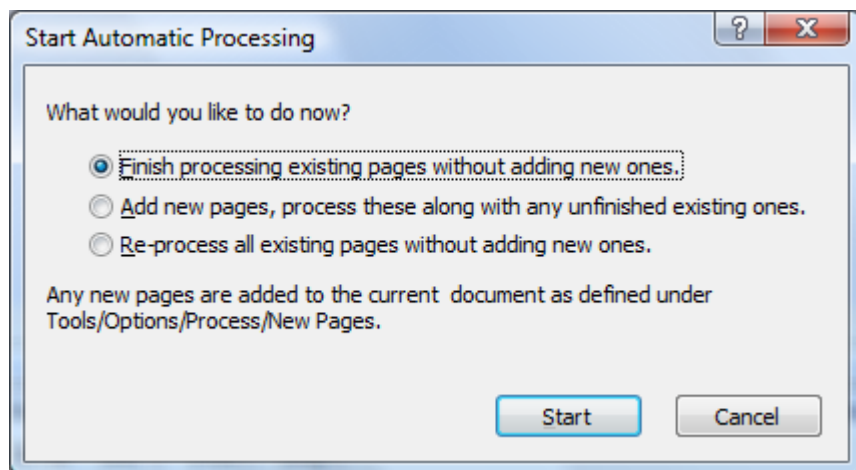 Start Automatic Processing
What would you like to do now?
Finish processing existing pages without adding new ones.
Add new pages, process these along with any unfinished existing ones.
Re-process all existing pages without adding new ones.
Any new pages are added to the current document as defined under
Tools/Options/Process/New Pages.
Start
Cancel